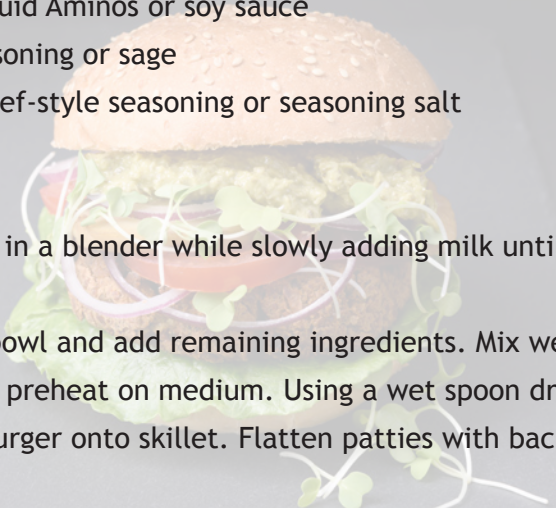 uid Aminos or soy sauce
soning or sage
ef-style seasoning or seasoning salt
in a blender while slowly adding milk unti
bowl and add remaining ingredients. Mix we
preheat on medium. Using a wet spoon dr
urger onto skillet. Flatten patties with bac